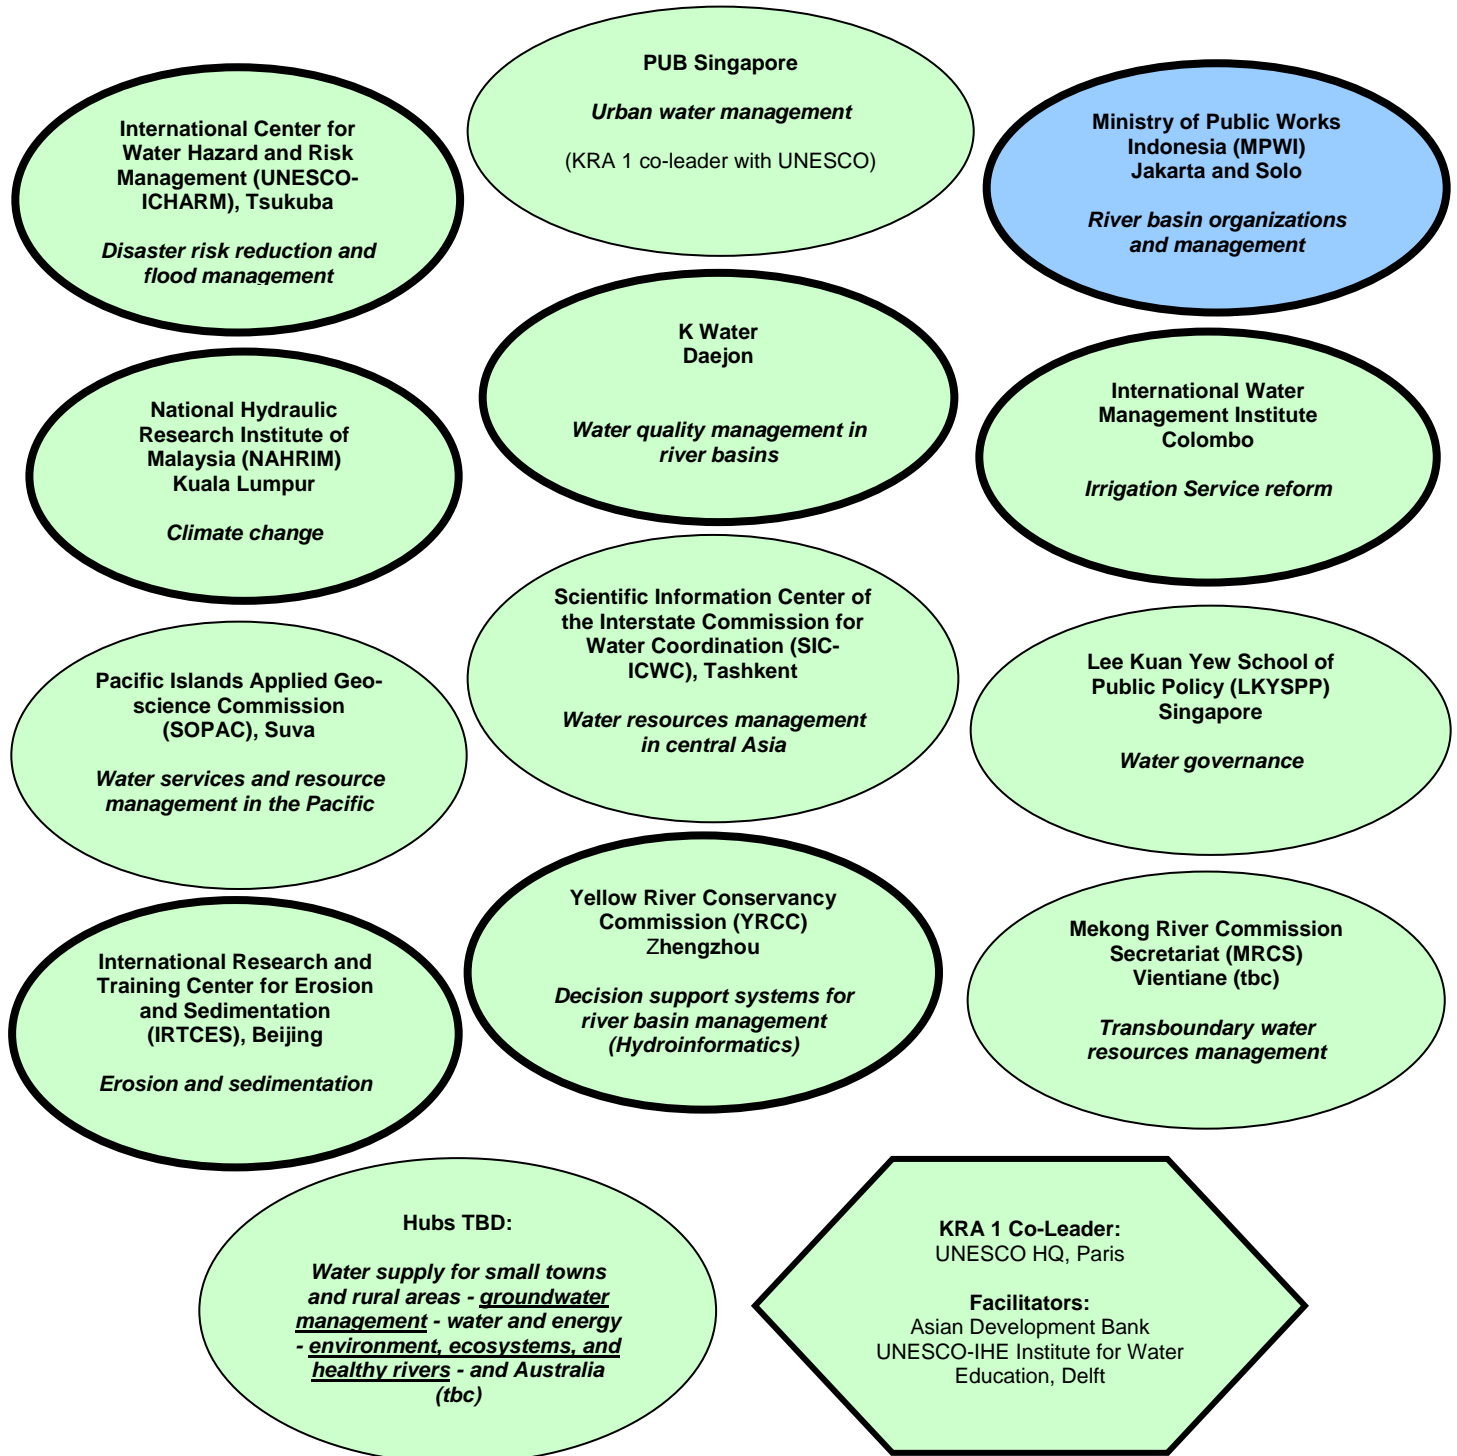 PUB Singapore
Urban water management
(KRA 1 co-leader with UNESCO)
International Center for
Water Hazard and Risk
Management (UNESCO-
ICHARM), Tsukuba
Disaster risk reduction and
flood management
Ministry of Public Works
Indonesia (MPWI)
Jakarta and Solo
River basin organizations
and management
K Water
Daejon
Water quality management in
river basins
National Hydraulic
Research Institute of
Malaysia (NAHRIM)
Kuala Lumpur
Climate change
International Water
Management Institute
Colombo
Irrigation Service reform
Scientific Information Center of
the Interstate Commission for
Water Coordination (SIC-
ICWC), Tashkent
Water resources management
in central Asia
Pacific Islands Applied Geo-
science Commission
(SOPAC), Suva
Water services and resource
management in the Pacific
Lee Kuan Yew School of
Public Policy (LKYSPP)
Singapore
Water governance
Yellow River Conservancy
Commission (YRCC)
Zhengzhou
Decision support systems for
river basin management
(Hydroinformatics)
International Research and
Training Center for Erosion
and Sedimentation
(IRTCES), Beijing
Erosion and sedimentation
Mekong River Commission
Secretariat (MRCS)
Vientiane (tbc)
Transboundary water
resources management
Hubs TBD:
Water supply for small towns
and rural areas - groundwater
management - water and energy
- environment, ecosystems, and
healthy rivers - and Australia
(tbc)
KRA 1 Co-Leader:
UNESCO HQ, Paris
Facilitators:
Asian Development Bank
UNESCO-IHE Institute for Water
Education, Delft